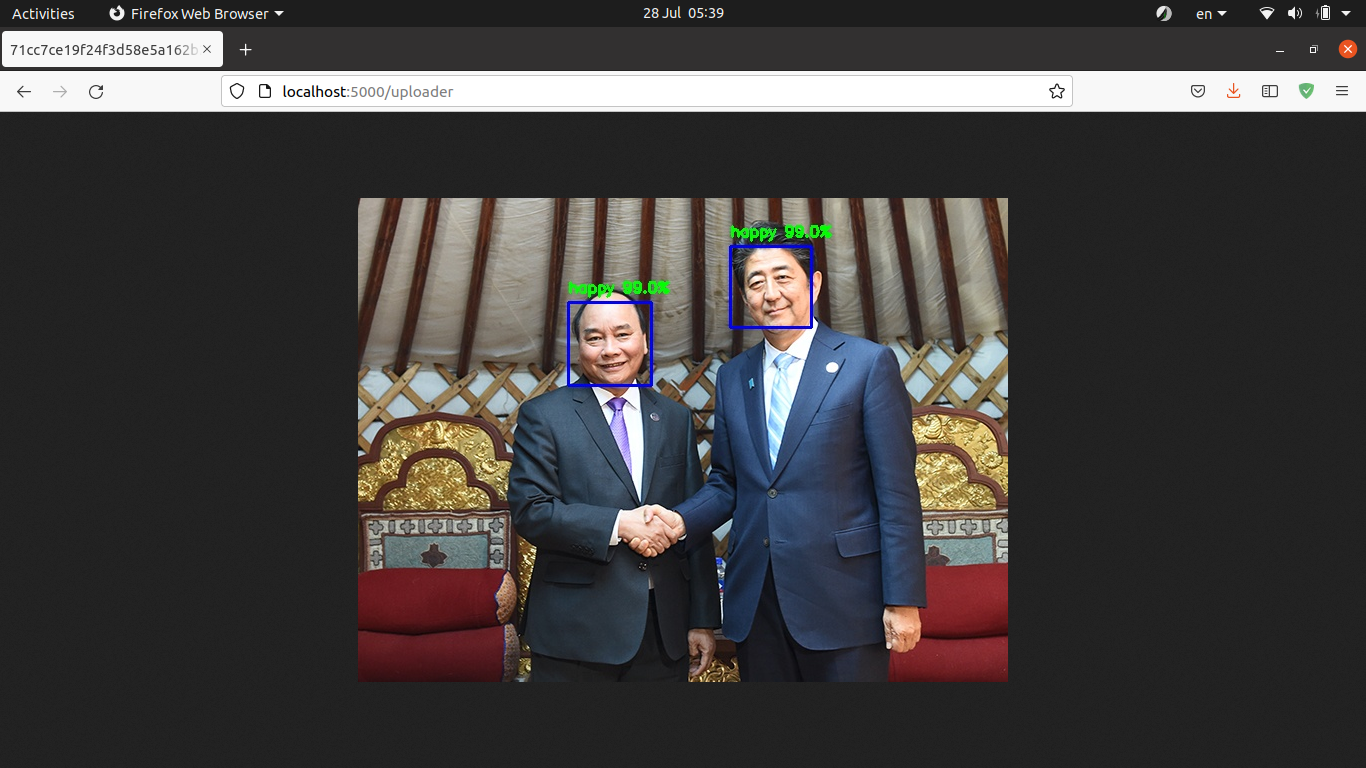 Activities
Firefox Web Browser
28 Jul 05:39
en
71cc7ce19f24f3d58e5a162b
localhost:5000/uploader
happy 99.0%
happy 99.0%